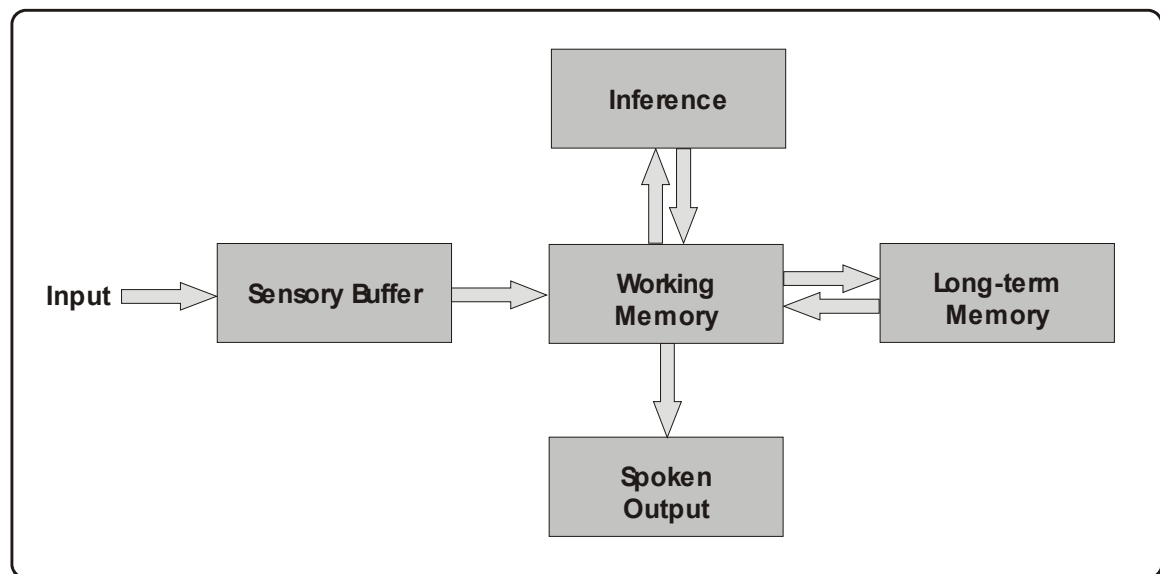 Inference
Input
Sensory Buffer
Working
Memory
Long-term
Memory
Spoken
Output